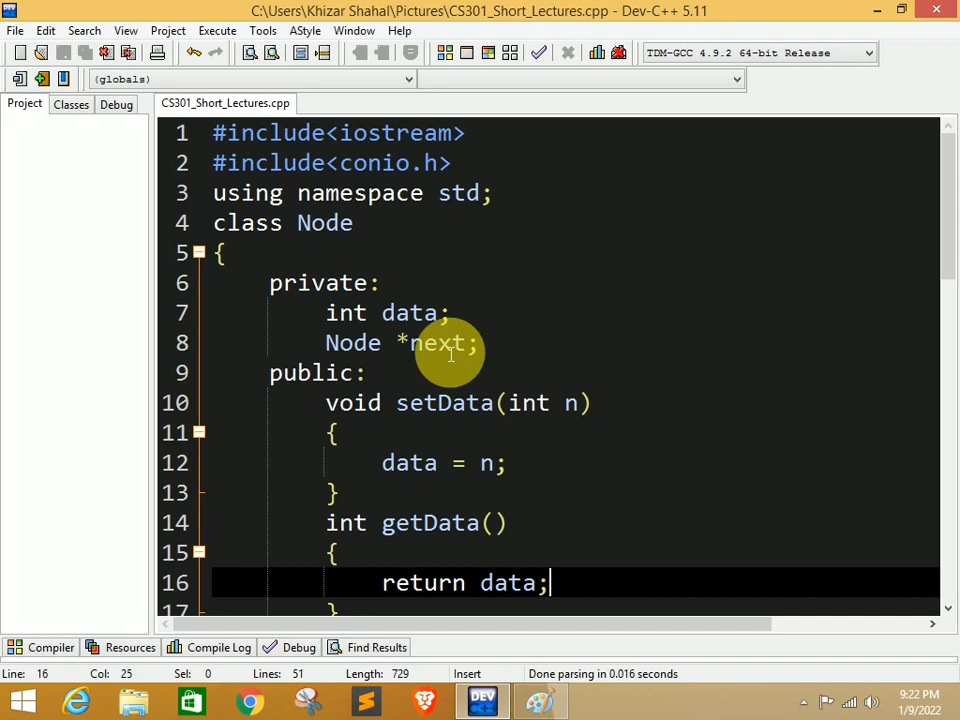 C:\Users\Khizar Shahal\Pictures\CS301_Short_Lectures.cpp - Dev-C++ 5.11
File Edit Search View Project Execute Tools AStyle Window Help
TDM-GCC 4.9.2 64-bit Release
(globals)
Project Classes Debug CS301_Short_Lectures.cpp
1 #include<iostream>
2 #include<conio.h>
3 using namespace std;
4 class Node
5 {
6 private:
7 int data;
8 Node *next;
9 public:
10 void setData(int n)
11 {
12 data = n;
13 }
14 int getData()
15 {
16 return data;
17 }
Compiler Resources Compile Log Debug Find Results
Line: 16 Col: 25 Sel: 0 Lines: 51 Length: 729 Insert Done parsing in 0.016 seconds
DEV
9:22 PM
1/9/2022